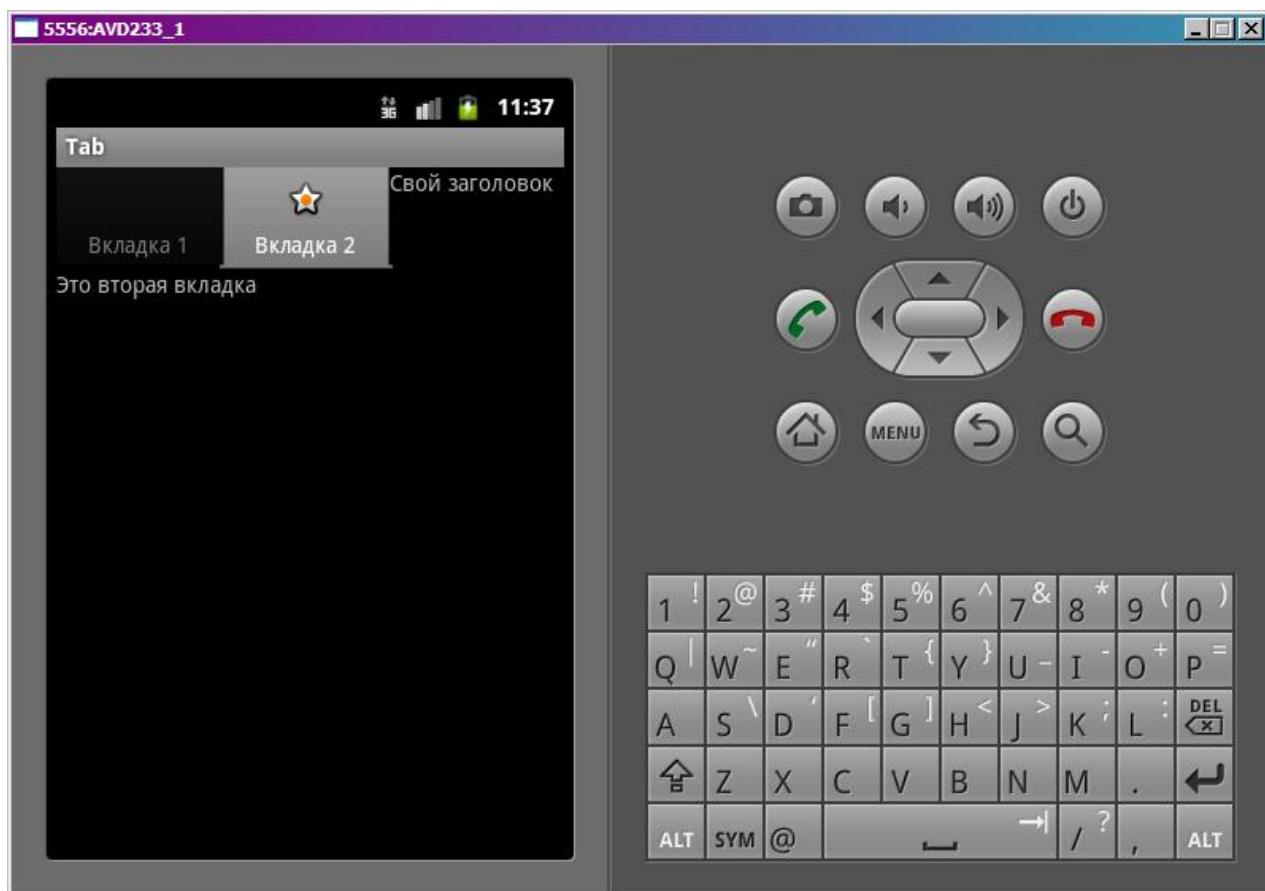 5556:AVD233_1
3G 11:37
Tab
Вкладка 1 Вкладка 2 Свой заголовок
Это вторая вкладка
MENU
1 ! 2 @ 3 # 4 $ 5 % 6 ^ 7 & 8 * 9 ( 0 )
Q | W ~ E “ R ` T { Y } U _ I - O + P =
A S \ D ‘ F [ G ] H < J > K ; L : DEL
Z X C V B N M .
ALT SYM @ / ? , ALT